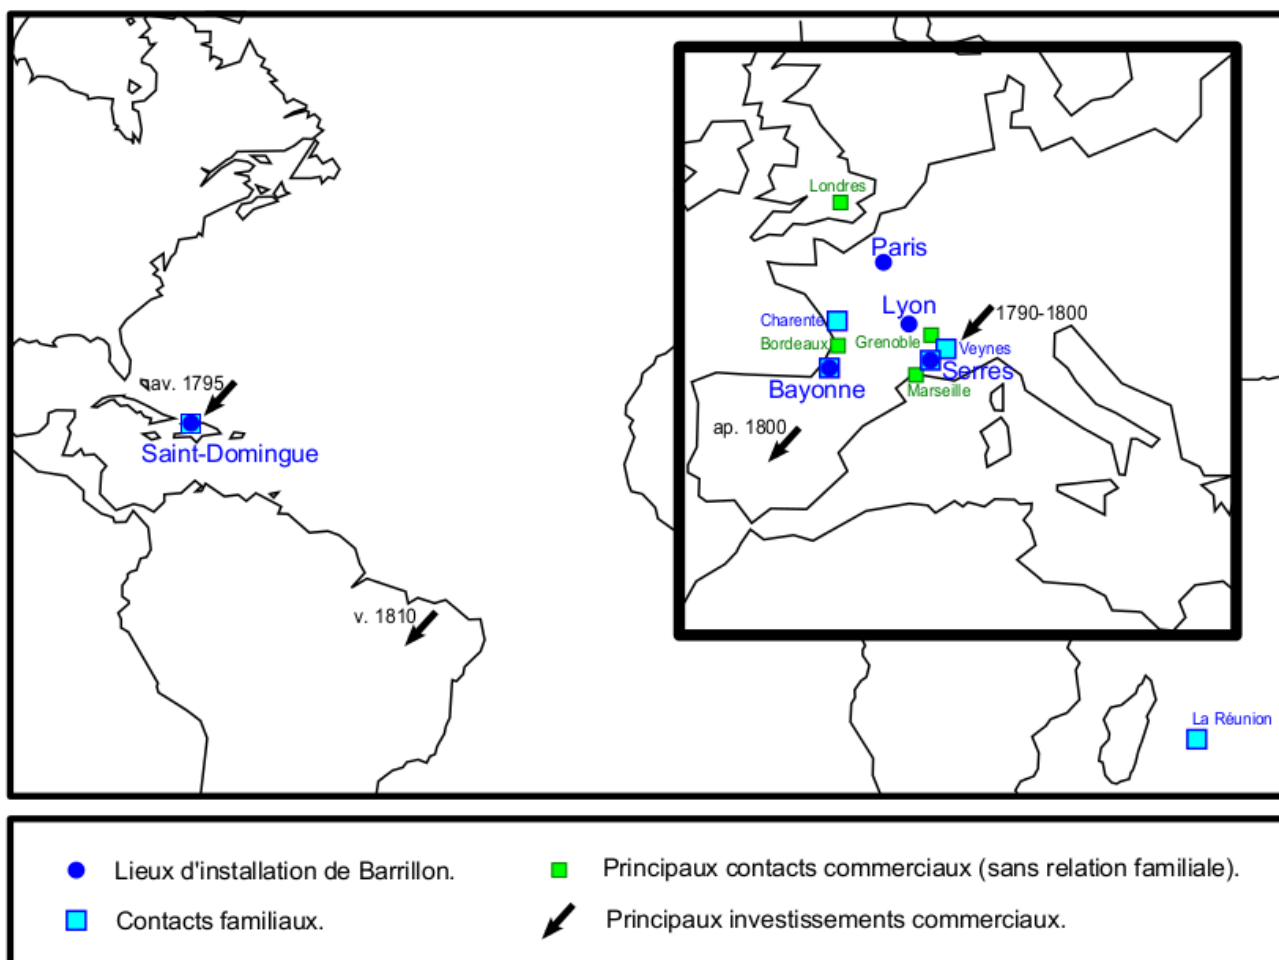 Londres
Paris
Lyon
1790-1800
Charente
Bordeaux
Grenoble
Veynes
Serres
av. 1795
Bayonne
Marseille
ap. 1800
Saint-Domingue
v. 1810
La Réunion
Lieux d'installation de Barrillon.
Principaux contacts commerciaux (sans relation familiale).
Contacts familiaux.
Principaux investissements commerciaux.